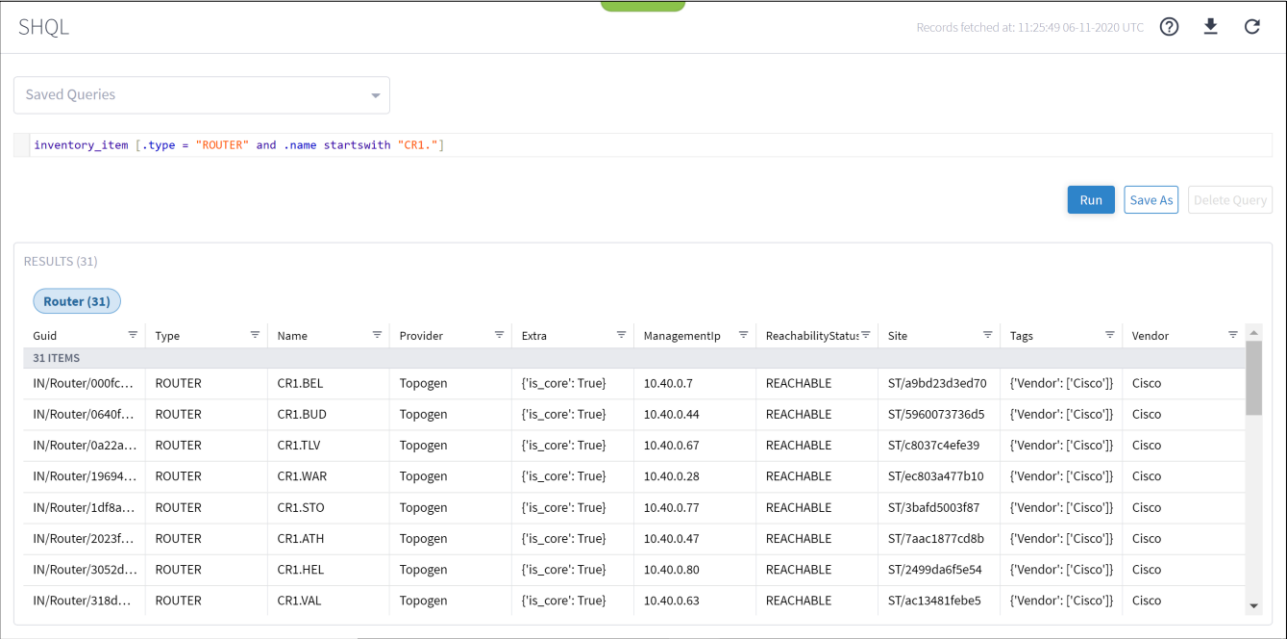 SHQL
Records fetched at: 11:25:49 06-11-2020 UTC
Saved Queries
inventory_item [.type = "ROUTER" and .name startswith "CR1."]
Run Save As Delete Query
RESULTS (31)
Router (31)
Guid Type Name Provider Extra ManagementIp ReachabilityStatus Site Tags Vendor
31 ITEMS
IN/Router/000fc... ROUTER CR1.BEL Topogen {'is_core': True} 10.40.0.7 REACHABLE ST/a9bd23d3ed70 {'Vendor': ['Cisco']} Cisco
IN/Router/0640f... ROUTER CR1.BUD Topogen {'is_core': True} 10.40.0.44 REACHABLE ST/5960073736d5 {'Vendor': ['Cisco']} Cisco
IN/Router/0a22a... ROUTER CR1.TLV Topogen {'is_core': True} 10.40.0.67 REACHABLE ST/c8037c4efe39 {'Vendor': ['Cisco']} Cisco
IN/Router/19694... ROUTER CR1.WAR Topogen {'is_core': True} 10.40.0.28 REACHABLE ST/ec803a477b10 {'Vendor': ['Cisco']} Cisco
IN/Router/1df8a... ROUTER CR1.STO Topogen {'is_core': True} 10.40.0.77 REACHABLE ST/3bafd5003f87 {'Vendor': ['Cisco']} Cisco
IN/Router/2023f... ROUTER CR1.ATH Topogen {'is_core': True} 10.40.0.47 REACHABLE ST/7aac1877cd8b {'Vendor': ['Cisco']} Cisco
IN/Router/3052d... ROUTER CR1.HEL Topogen {'is_core': True} 10.40.0.80 REACHABLE ST/2499da6f5e54 {'Vendor': ['Cisco']} Cisco
IN/Router/318d... ROUTER CR1.VAL Topogen {'is_core': True} 10.40.0.63 REACHABLE ST/ac13481febe5 {'Vendor': ['Cisco']} Cisco